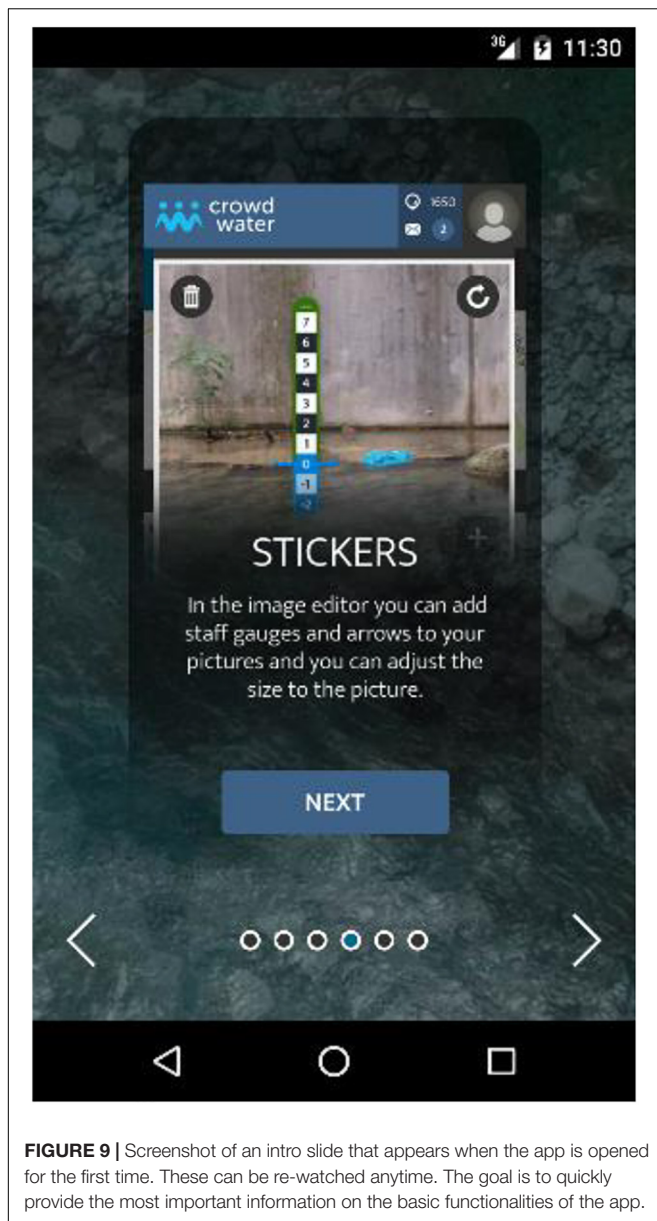 3G 11:30
crowd
water
1650
2
7
6
5
4
3
2
1
0
-1
-2
STICKERS
In the image editor you can add
staff gauges and arrows to your
pictures and you can adjust the
size to the picture.
NEXT
FIGURE 9 | Screenshot of an intro slide that appears when the app is opened
for the first time. These can be re-watched anytime. The goal is to quickly
provide the most important information on the basic functionalities of the app.